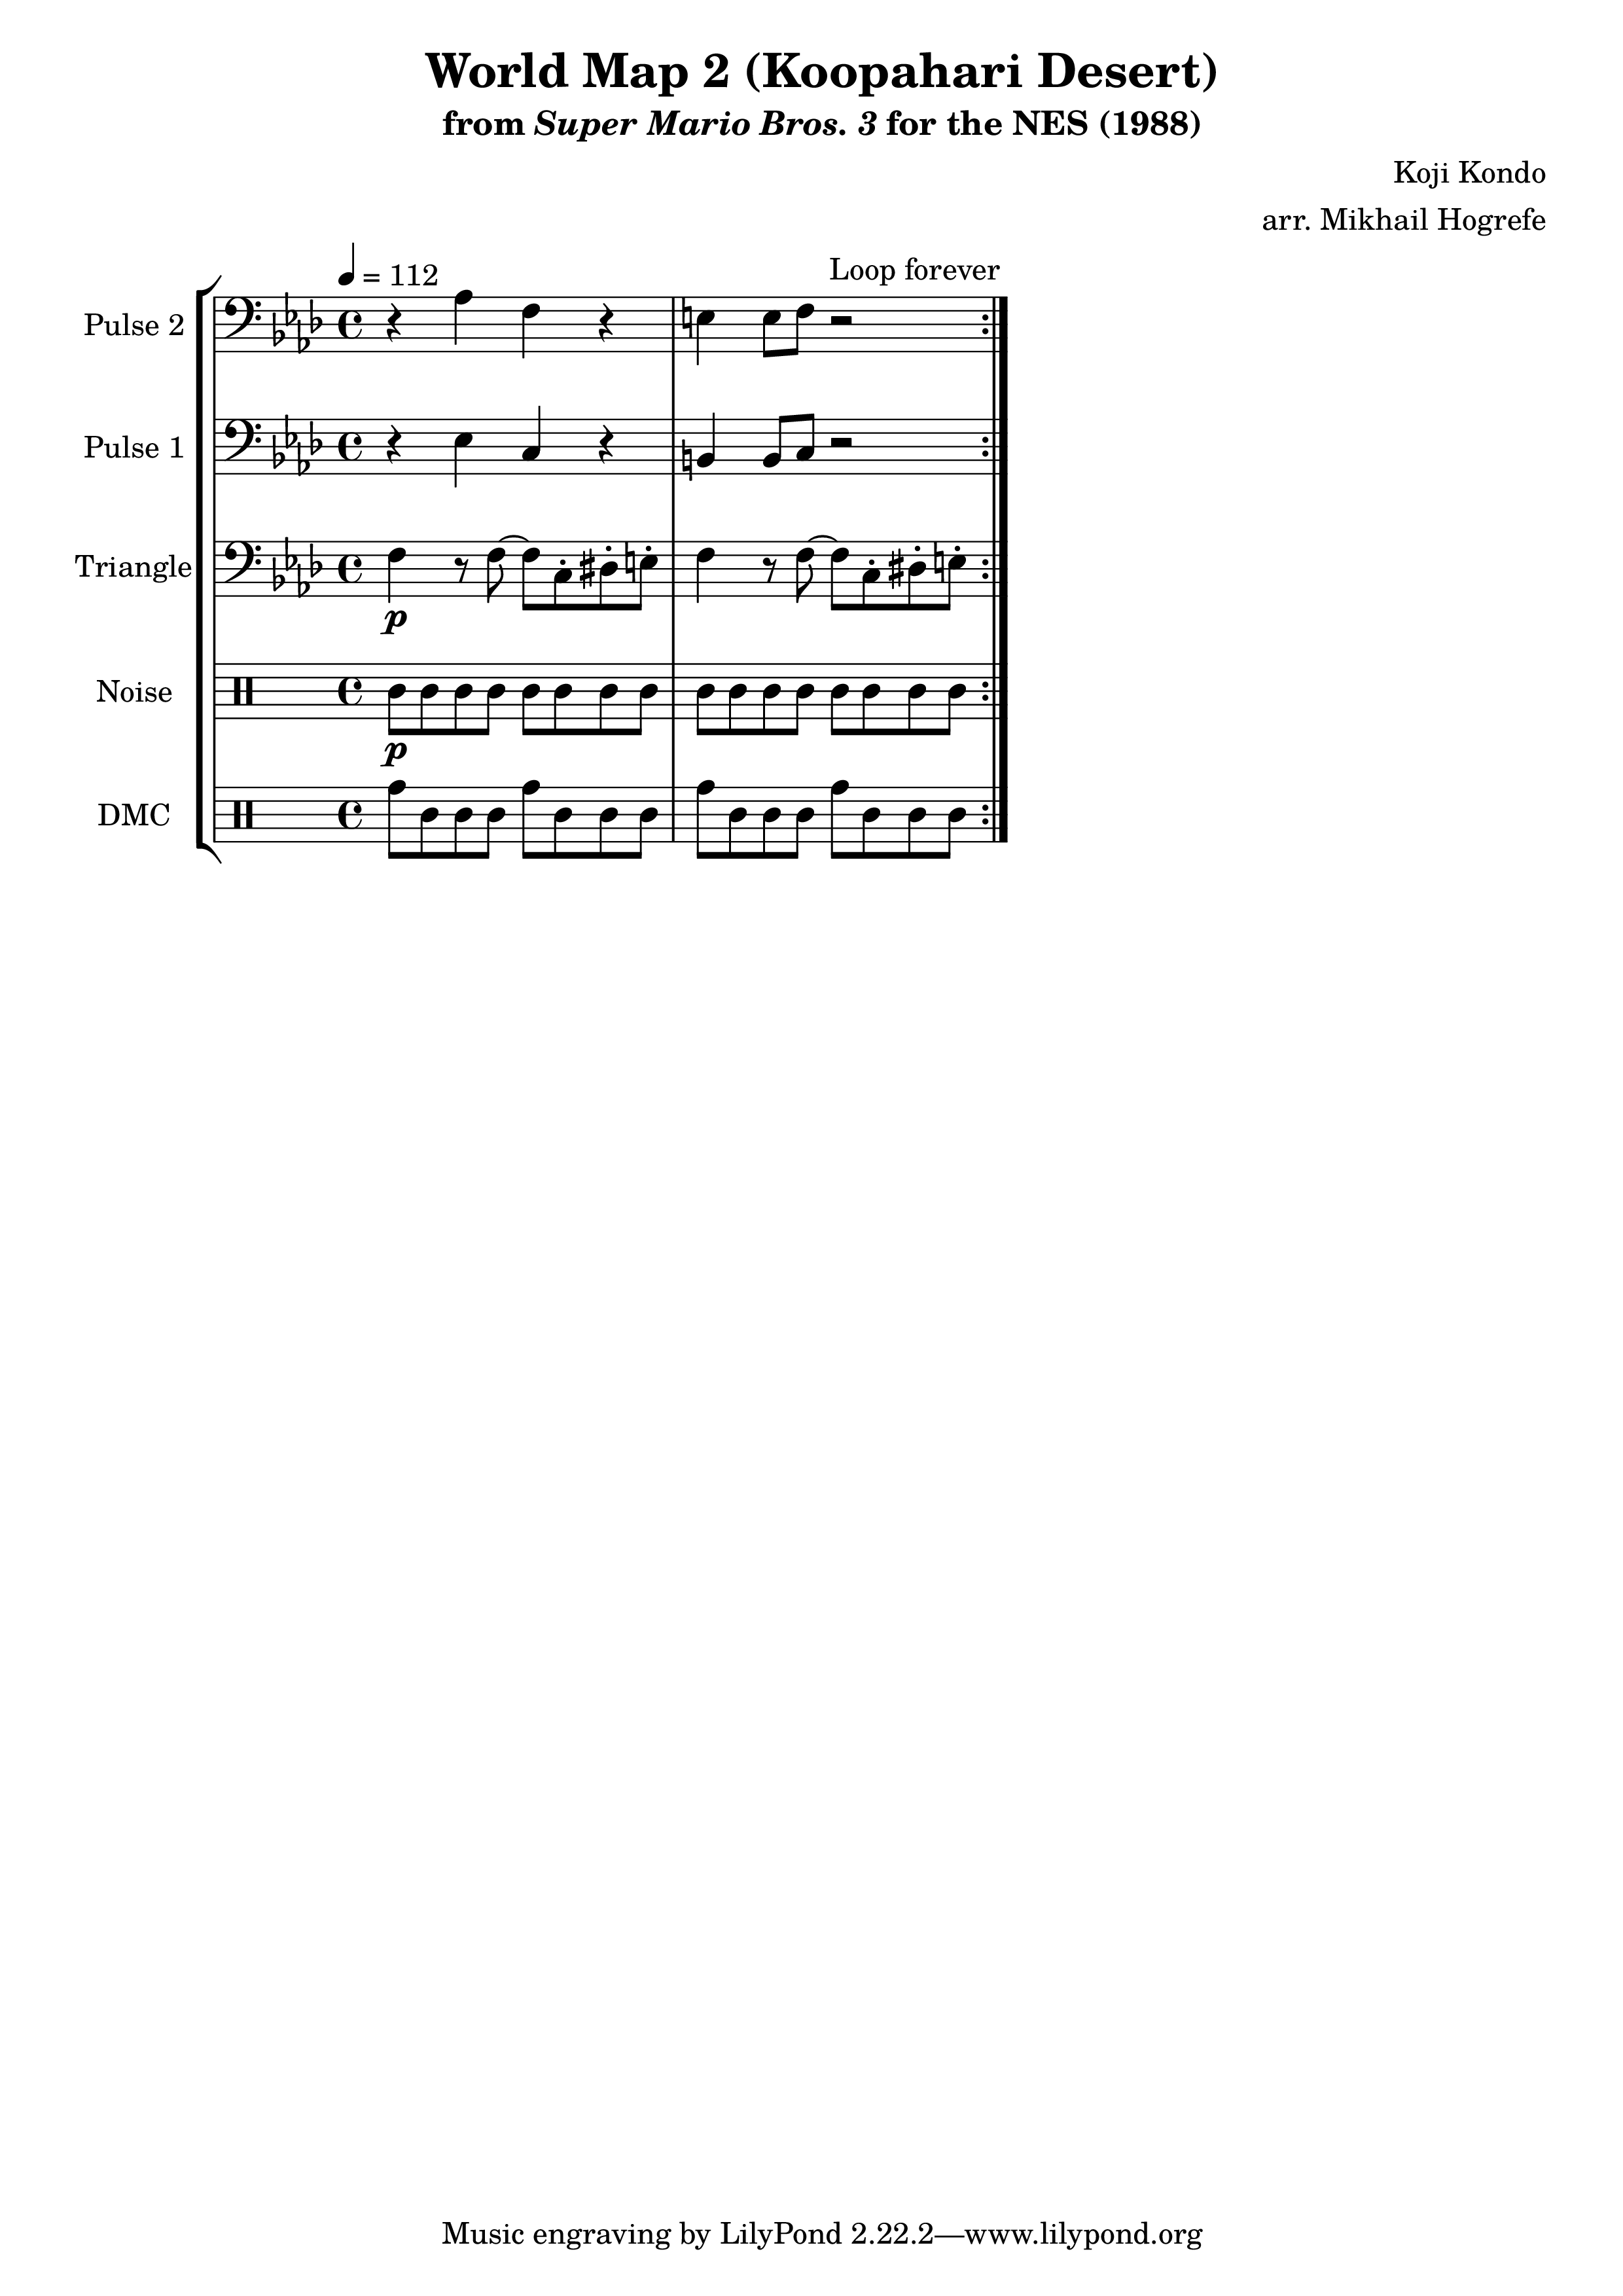 World Map 2 (Koopahari Desert)
from Super Mario Bros. 3 for the NES (1988)
Koji Kondo
arr. Mikhail Hogrefe
= 112
Loop forever
Pulse 2
Pulse 1
Triangle
p
Noise
p
DMC
Music engraving by LilyPond 2.22.2—www.lilypond.org